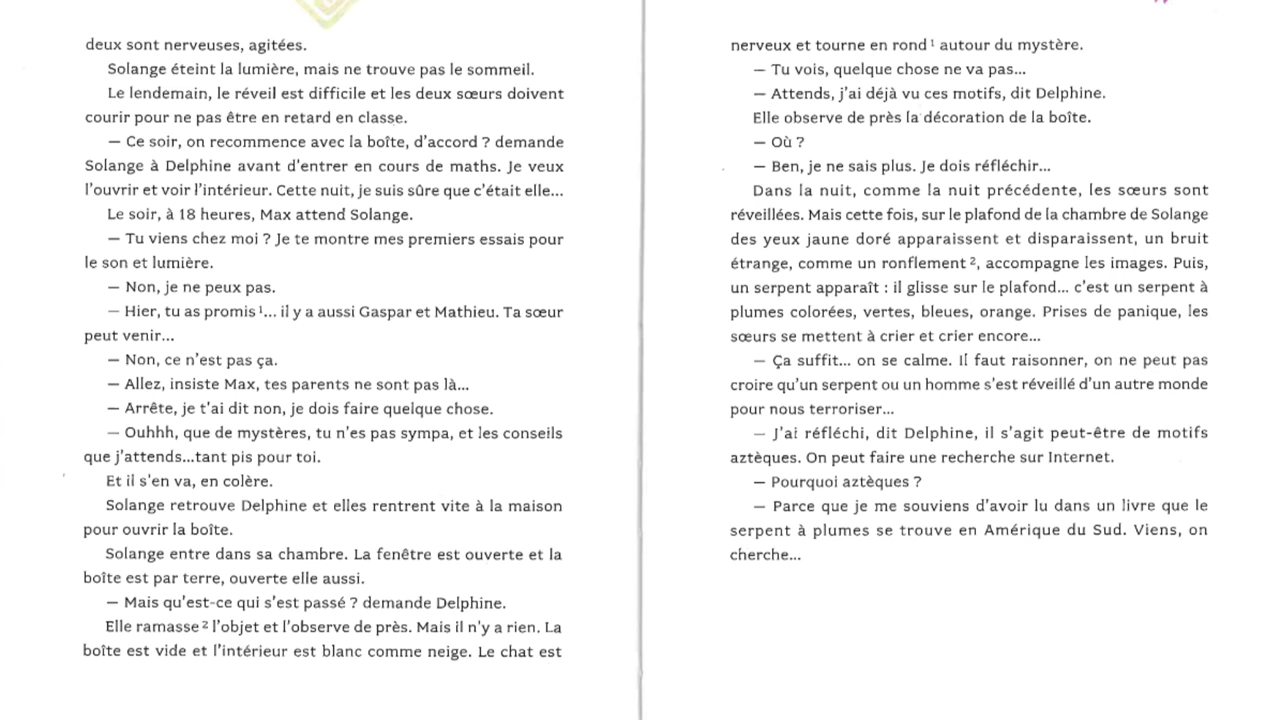 deux sont nerveuses, agitées.
Solange éteint la lumière, mais ne trouve pas le sommeil.
Le lendemain, le réveil est difficile et les deux sœurs doivent
courir pour ne pas être en retard en classe.
— Ce soir, on recommence avec la boîte, d'accord ? demande
Solange à Delphine avant d'entrer en cours de maths. Je veux
l'ouvrir et voir l'intérieur. Cette nuit, je suis sûre que c'était elle...
Le soir, à 18 heures, Max attend Solange.
— Tu viens chez moi ? Je te montre mes premiers essais pour
le son et lumière.
— Non, je ne peux pas.
— Hier, tu as promis ¹... il y a aussi Gaspar et Mathieu. Ta sœur
peut venir...
— Non, ce n'est pas ça.
— Allez, insiste Max, tes parents ne sont pas là...
— Arrête, je t'ai dit non, je dois faire quelque chose.
— Ouhhh, que de mystères, tu n'es pas sympa, et les conseils
que j'attends...tant pis pour toi.
Et il s'en va, en colère.
Solange retrouve Delphine et elles rentrent vite à la maison
pour ouvrir la boîte.
Solange entre dans sa chambre. La fenêtre est ouverte et la
boîte est par terre, ouverte elle aussi.
— Mais qu'est-ce qui s'est passé ? demande Delphine.
Elle ramasse ² l'objet et l'observe de près. Mais il n'y a rien. La
boîte est vide et l'intérieur est blanc comme neige. Le chat est
nerveux et tourne en rond ¹ autour du mystère.
— Tu vois, quelque chose ne va pas...
— Attends, j'ai déjà vu ces motifs, dit Delphine.
Elle observe de près la décoration de la boîte.
— Où ?
— Ben, je ne sais plus. Je dois réfléchir...
Dans la nuit, comme la nuit précédente, les sœurs sont
réveillées. Mais cette fois, sur le plafond de la chambre de Solange
des yeux jaune doré apparaissent et disparaissent, un bruit
étrange, comme un ronflement ², accompagne les images. Puis,
un serpent apparaît : il glisse sur le plafond... c'est un serpent à
plumes colorées, vertes, bleues, orange. Prises de panique, les
sœurs se mettent à crier et crier encore...
— Ça suffit... on se calme. Il faut raisonner, on ne peut pas
croire qu'un serpent ou un homme s'est réveillé d'un autre monde
pour nous terroriser...
— J'ai réfléchi, dit Delphine, il s'agit peut-être de motifs
aztèques. On peut faire une recherche sur Internet.
— Pourquoi aztèques ?
— Parce que je me souviens d'avoir lu dans un livre que le
serpent à plumes se trouve en Amérique du Sud. Viens, on
cherche...